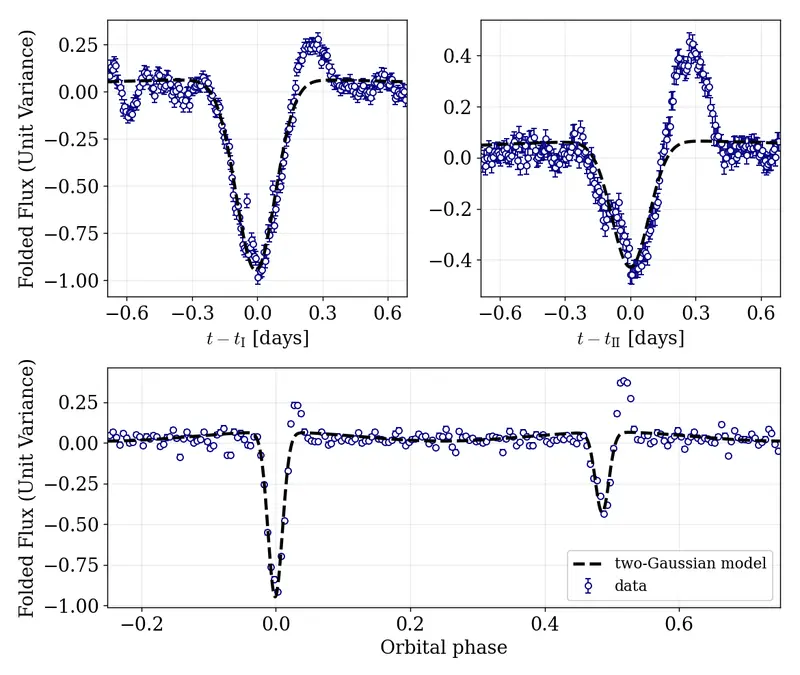 Folded Flux (Unit Variance)
0.25
0.00
−0.25
−0.50
−0.75
−1.00
−0.6 −0.3 0.0 0.3 0.6
t − t_I [days]
0.4
0.2
0.0
−0.2
−0.4
−0.6 −0.3 0.0 0.3 0.6
t − t_II [days]
Folded Flux (Unit Variance)
0.25
0.00
−0.25
−0.50
−0.75
−1.00
−0.2 0.0 0.2 0.4 0.6
Orbital phase
two-Gaussian model
data